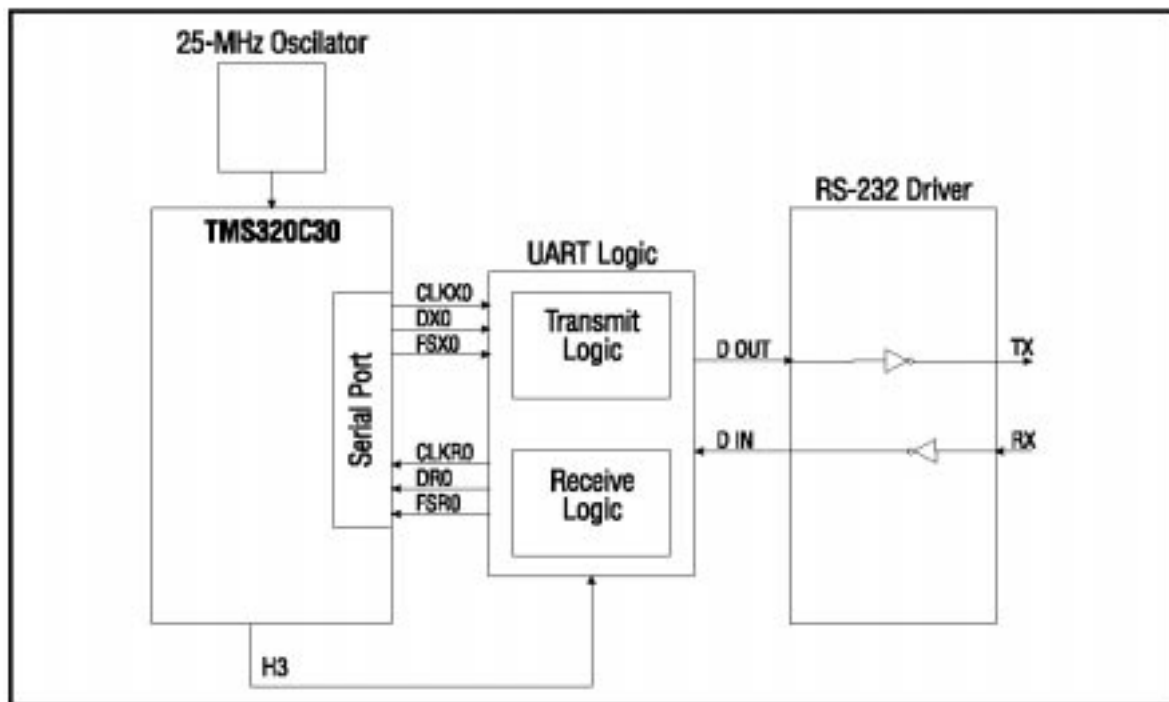 25-MHz Oscilator
TMS320C30
Serial Port
CLKX0
DX0
FSX0
CLKR0
DR0
FSR0
H3
UART Logic
Transmit
Logic
Receive
Logic
D OUT
D IN
RS-232 Driver
TX
RX